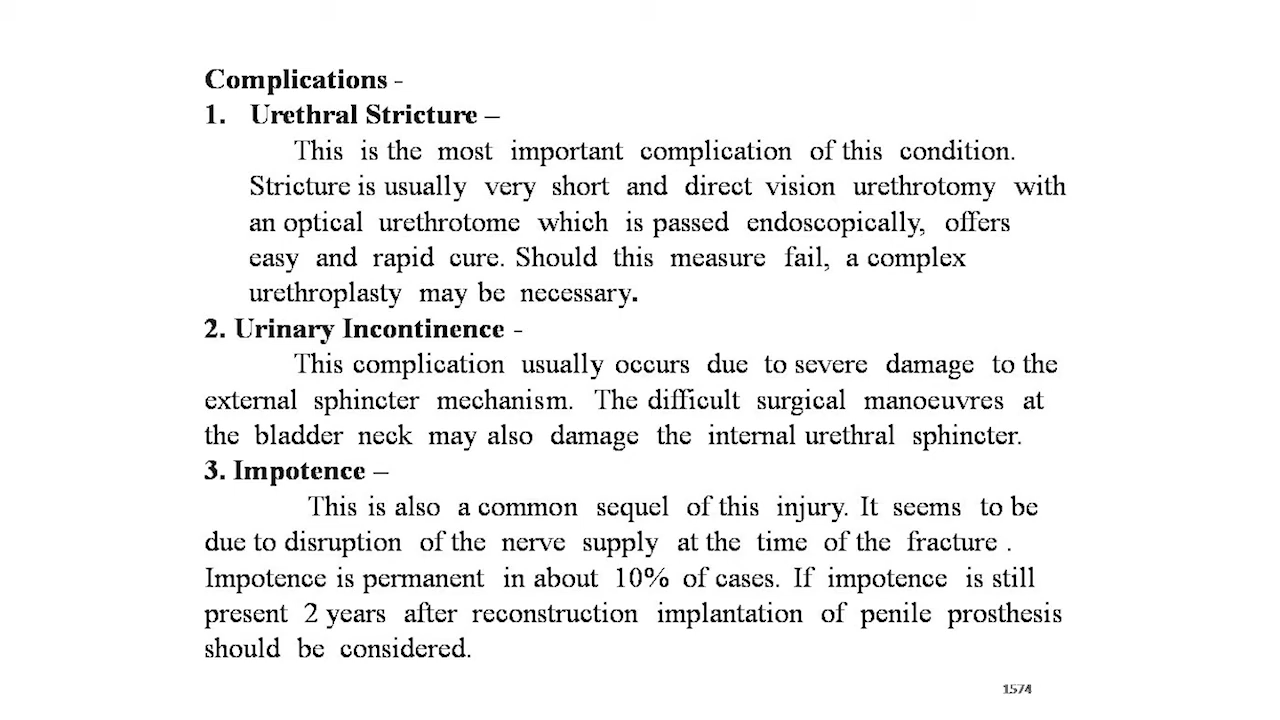 Complications -
1. Urethral Stricture –
This is the most important complication of this condition.
Stricture is usually very short and direct vision urethrotomy with
an optical urethrotome which is passed endoscopically, offers
easy and rapid cure. Should this measure fail, a complex
urethroplasty may be necessary.
2. Urinary Incontinence -
This complication usually occurs due to severe damage to the
external sphincter mechanism. The difficult surgical manoeuvres at
the bladder neck may also damage the internal urethral sphincter.
3. Impotence –
This is also a common sequel of this injury. It seems to be
due to disruption of the nerve supply at the time of the fracture .
Impotence is permanent in about 10% of cases. If impotence is still
present 2 years after reconstruction implantation of penile prosthesis
should be considered.
1574